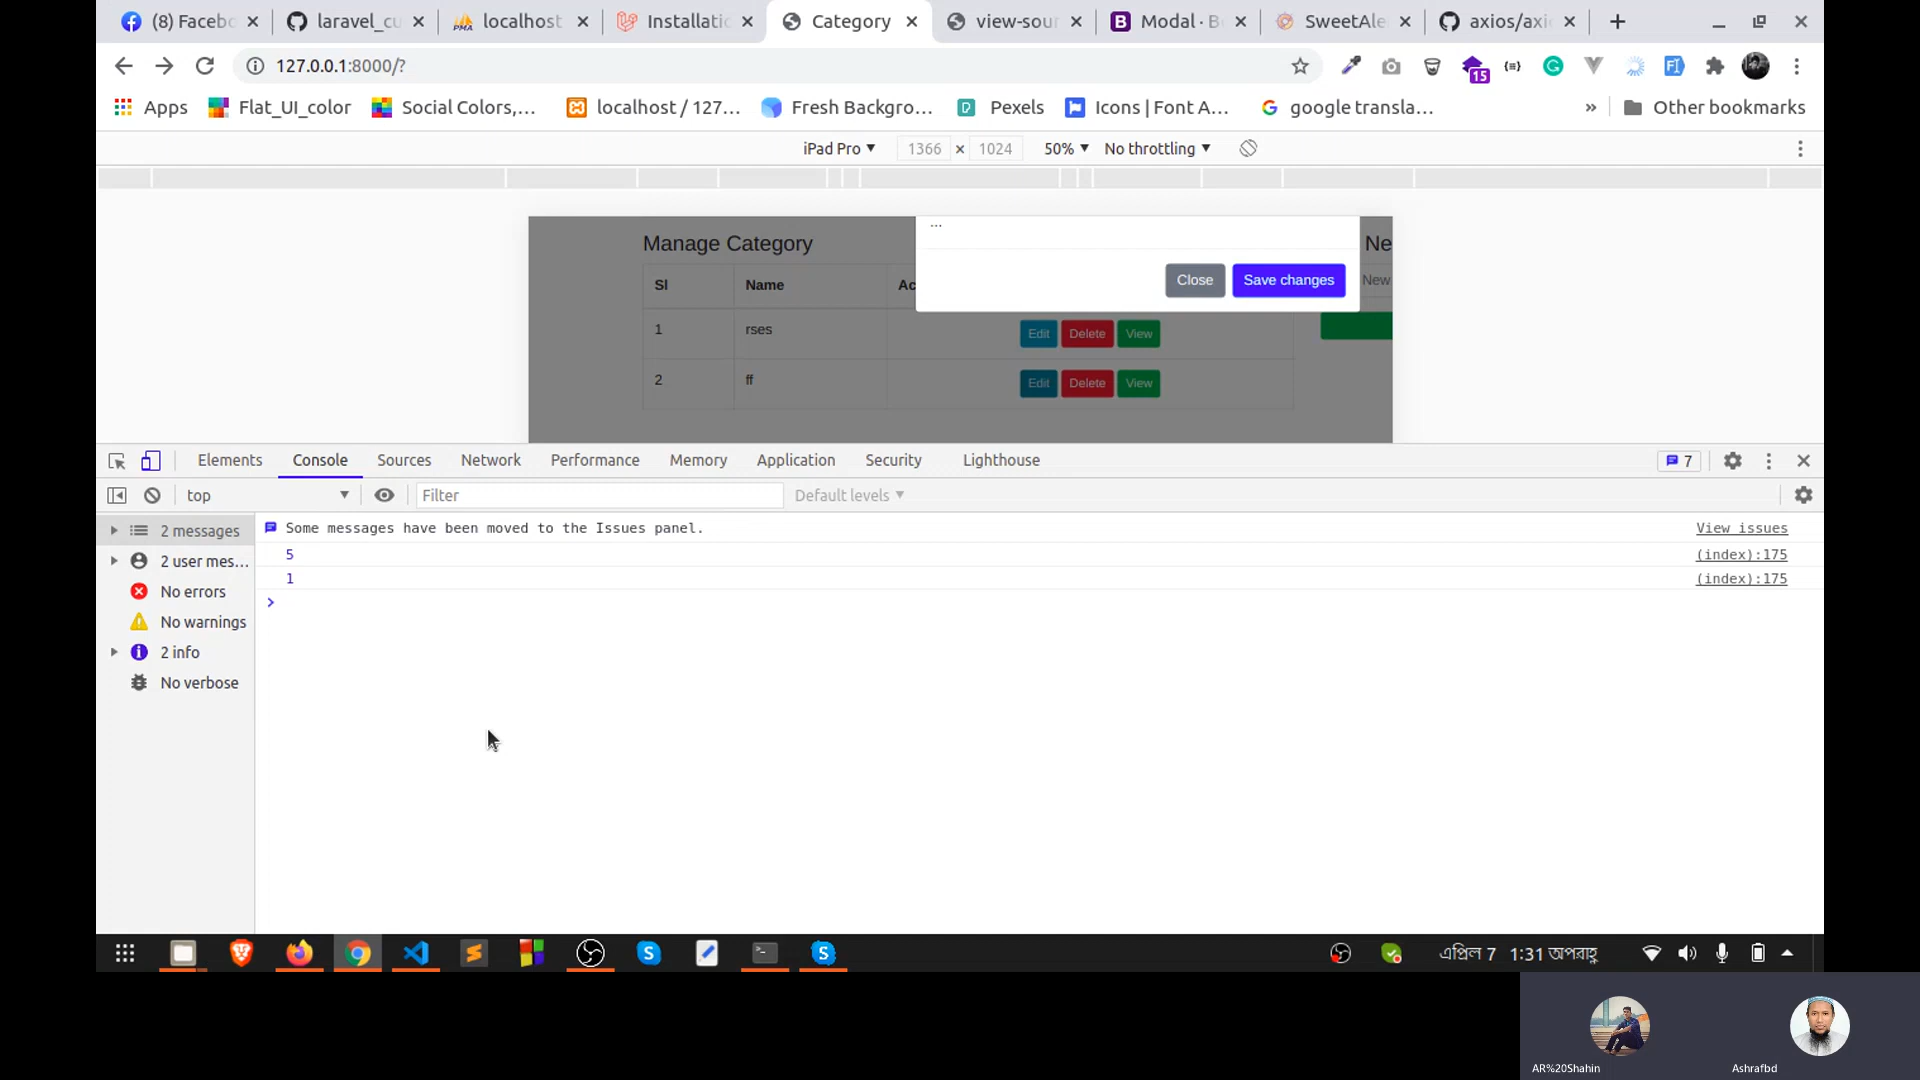 (8) Facebo
laravel_cu
localhost
Installatio
Category
view-sour
Modal · B
SweetAle
axios/axi
127.0.0.1:8000/?
15
Apps
Flat_UI_color
Social Colors,...
localhost / 127...
Fresh Backgro...
Pexels
Icons | Font A...
google transla...
»
Other bookmarks
iPad Pro
1366 × 1024
50%
No throttling
Manage Category
...
Ne
Sl
Name
Ac
Close
Save changes
New
1
rses
Edit
Delete
View
2
ff
Edit
Delete
View
Elements
Console
Sources
Network
Performance
Memory
Application
Security
Lighthouse
7
top
Filter
Default levels
2 messages
Some messages have been moved to the Issues panel.
View issues
2 user mes...
5
(index):175
1
(index):175
No errors
No warnings
2 info
No verbose
এপ্রিল 7 1:31 অপরাহ্ণ
AR%20Shahin
Ashrafbd